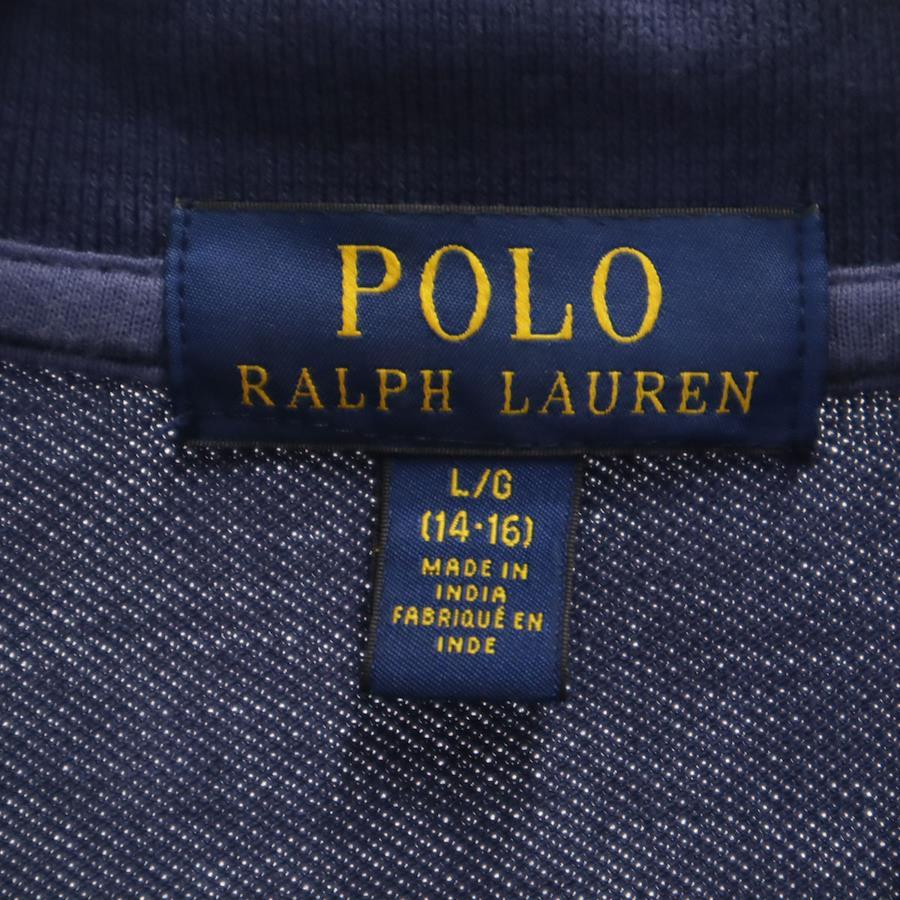 POLO
RALPH LAUREN
L/G
(14·16)
MADE IN
INDIA
FABRIQUÉ EN
INDE